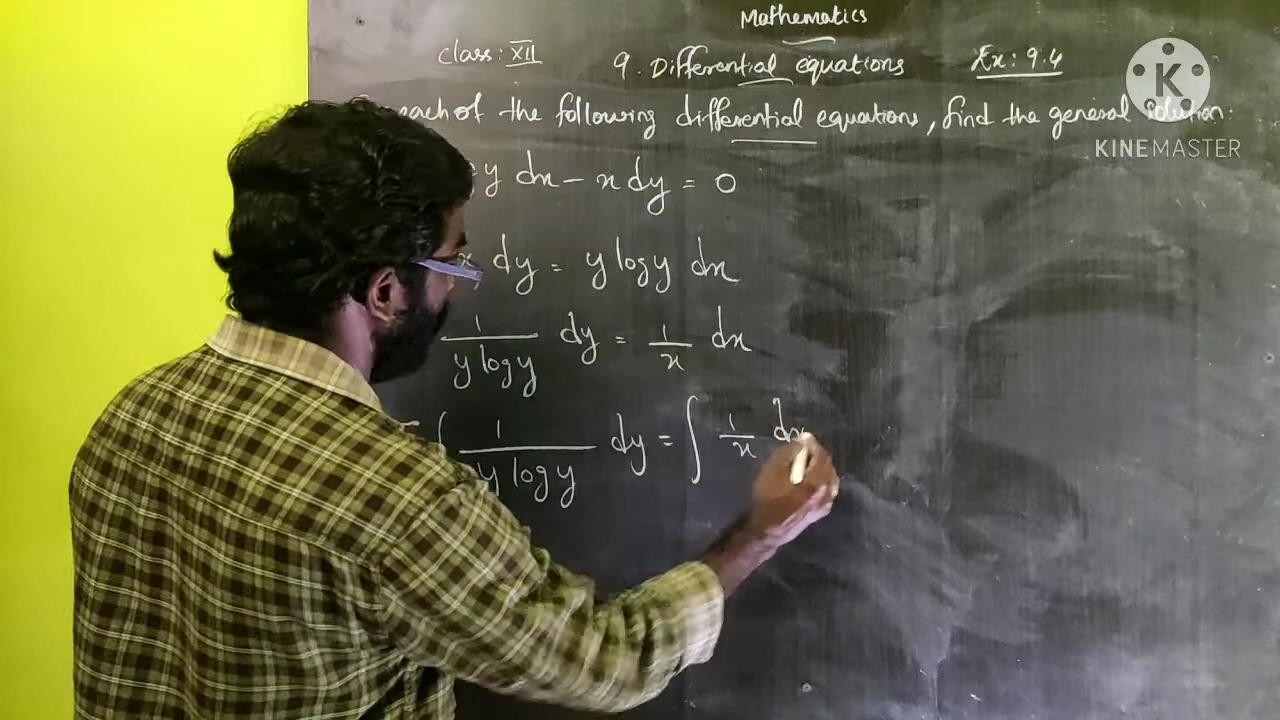 Mathematics
Class: XII 9. Differential equations Ex: 9.4
each of the following differential equations, find the general solution:
K
KINEMASTER
y dx - x dy = 0
x dy = y log y dx
1/(y log y) dy = 1/x dx
∫ 1/(y log y) dy = ∫ 1/x dx